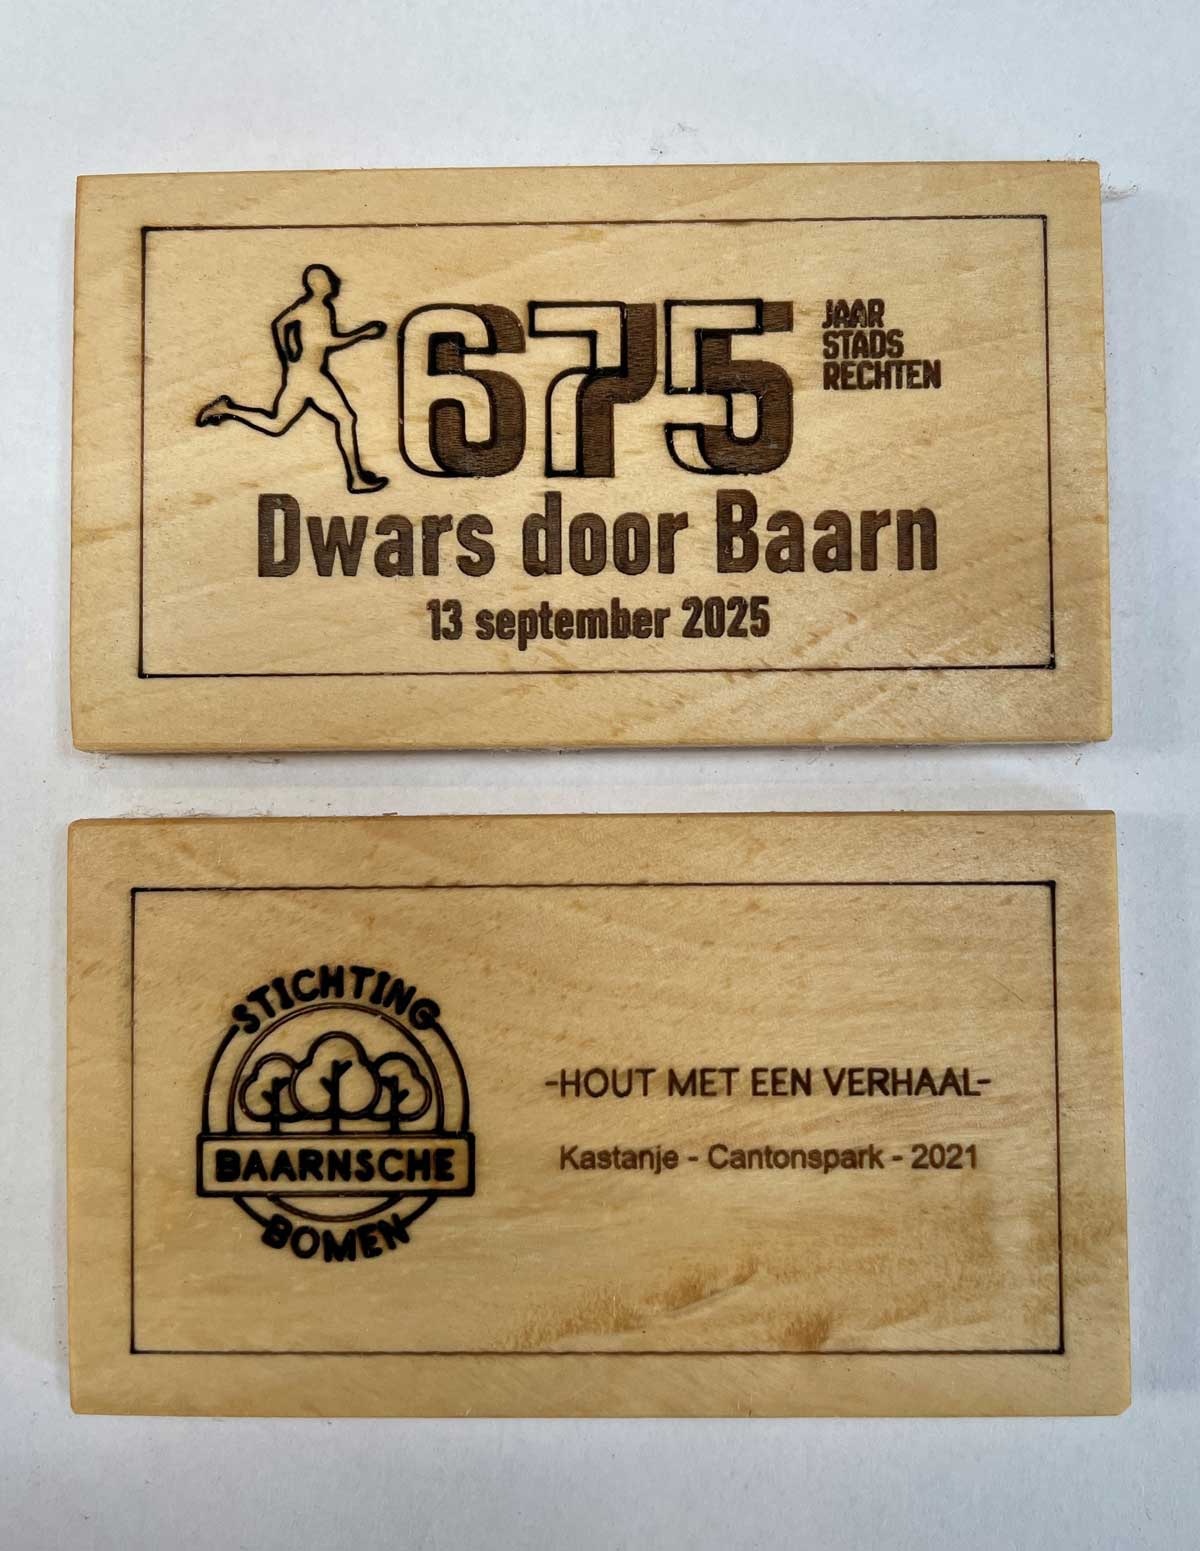 675
JAAR
STADS
RECHTEN
Dwars door Baarn
13 september 2025
STICHTING
BAARNSCHE
BOMEN
-HOUT MET EEN VERHAAL-
Kastanje - Cantonspark - 2021